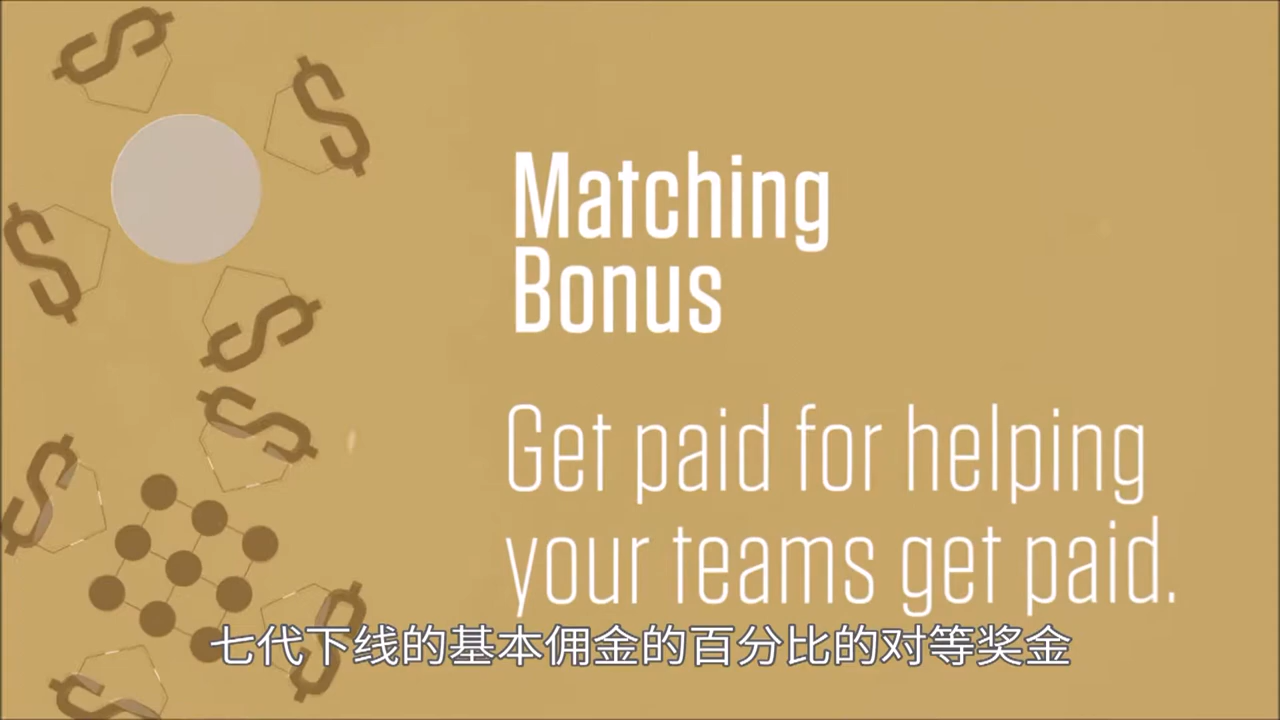 Matching
Bonus
Get paid for helping
your teams get paid.
七代下线的基本佣金的百分比的对等奖金